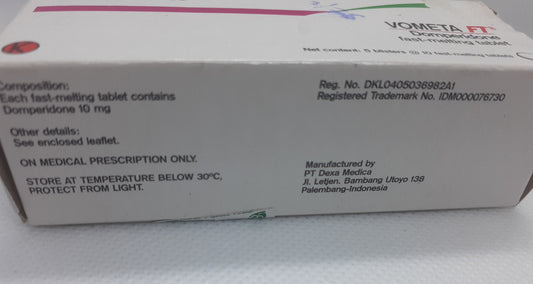 K
VOMETA FT
Domperidone
fast-melting tablet
Net content: 5 blisters @ 10 fast-melting tablets
Composition:
Each fast-melting tablet contains
Domperidone 10 mg
Other details:
See enclosed leaflet.
ON MEDICAL PRESCRIPTION ONLY.
STORE AT TEMPERATURE BELOW 30°C,
PROTECT FROM LIGHT.
Reg. No. DKL0405036982A1
Registered Trademark No. IDM000076730
Manufactured by
PT Dexa Medica
Jl. Letjen. Bambang Utoyo 138
Palembang-Indonesia